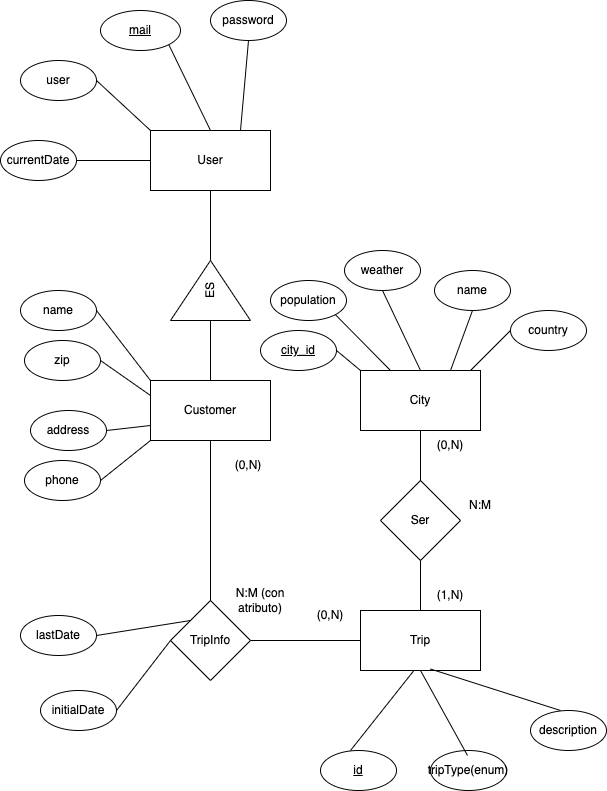 password
mail
user
currentDate
User
ES
weather
name
population
country
city_id
name
zip
address
phone
Customer
City
(0,N)
(0,N)
N:M
Ser
N:M (con
atributo)
(1,N)
(0,N)
lastDate
TripInfo
Trip
initialDate
description
id
tripType(enum)